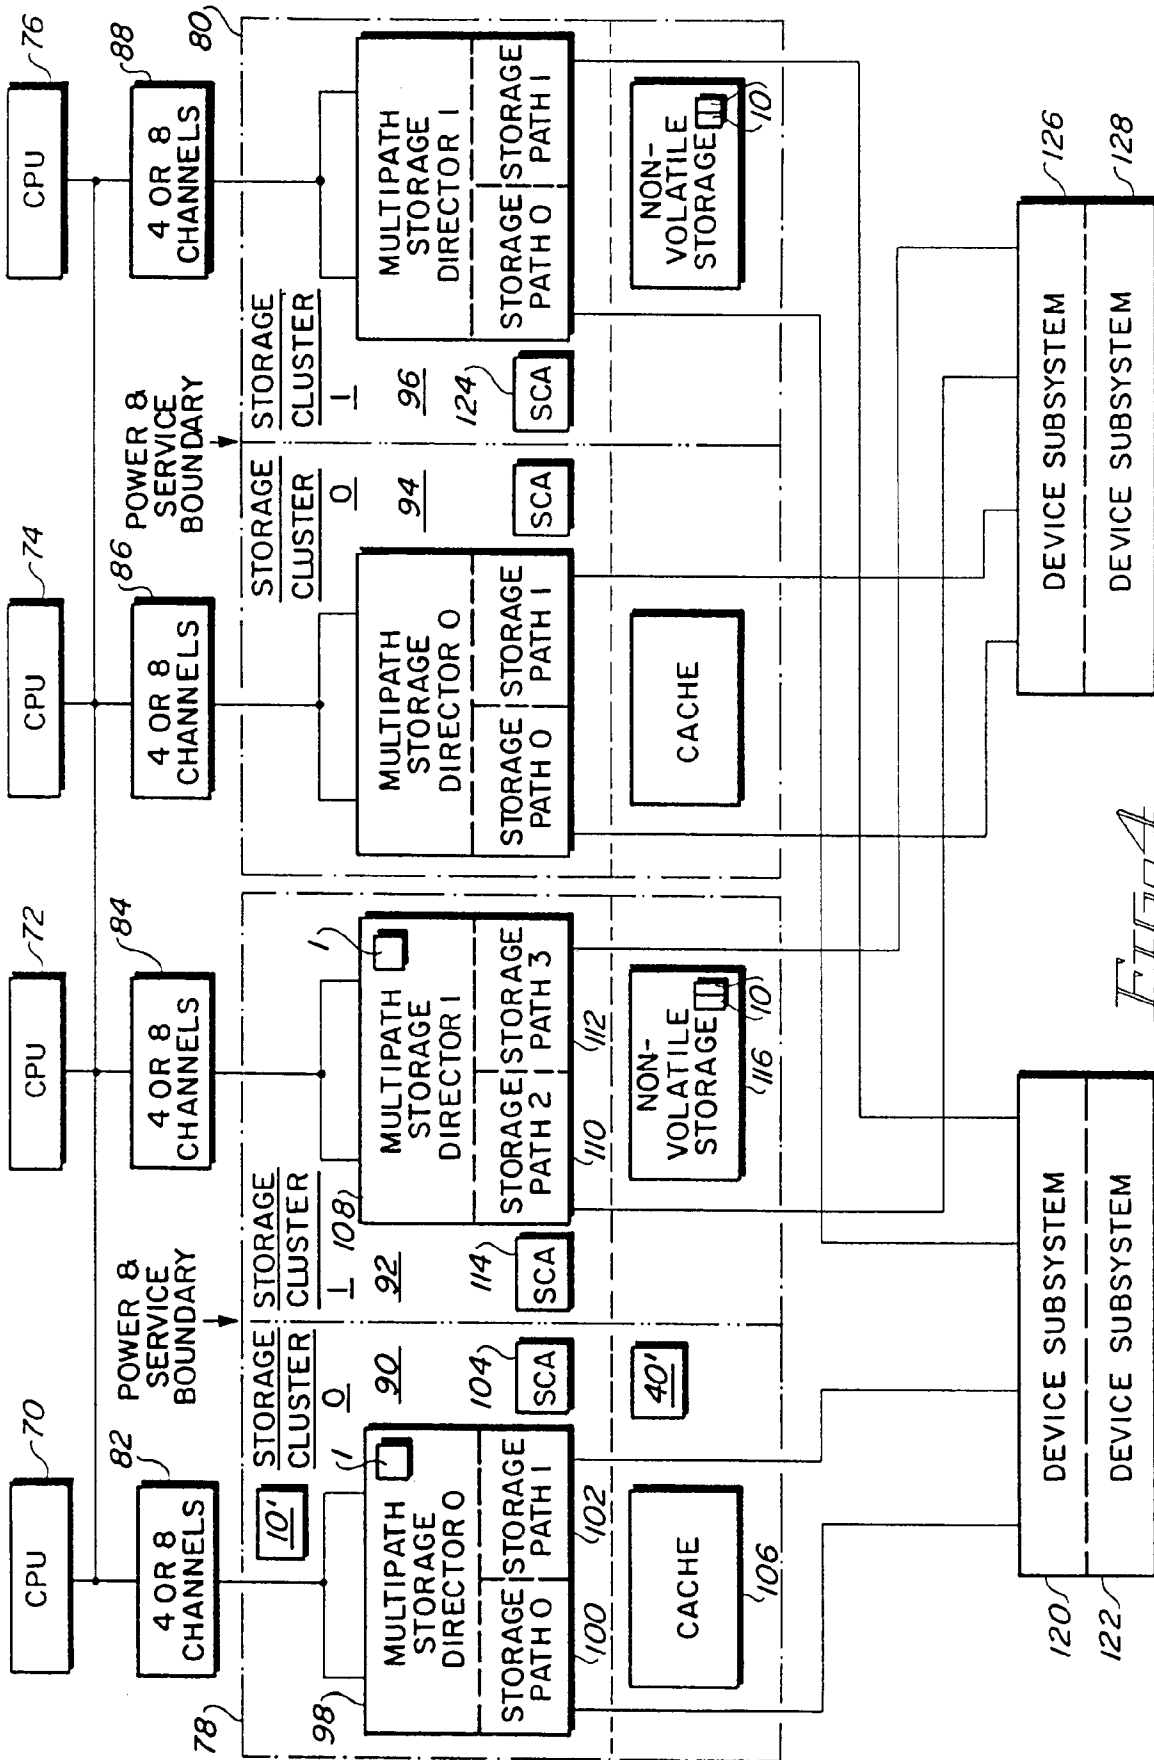 70
72
74
76
CPU
CPU
CPU
CPU
82
84
86
88
4 OR 8
CHANNELS
4 OR 8
CHANNELS
4 OR 8
CHANNELS
4 OR 8
CHANNELS
POWER &
SERVICE
BOUNDARY
POWER &
SERVICE
BOUNDARY
78
80
10'
STORAGE
CLUSTER
0
90
STORAGE
CLUSTER
1
92
STORAGE
CLUSTER
0
94
STORAGE
CLUSTER
1
96
98
1
MULTIPATH
STORAGE
DIRECTOR 0
STORAGE
PATH 0
STORAGE
PATH 1
100
102
104
SCA
114
SCA
108
1
MULTIPATH
STORAGE
DIRECTOR 1
STORAGE
PATH 2
STORAGE
PATH 3
110
112
MULTIPATH
STORAGE
DIRECTOR 0
STORAGE
PATH 0
STORAGE
PATH 1
SCA
124
SCA
MULTIPATH
STORAGE
DIRECTOR 1
STORAGE
PATH 0
STORAGE
PATH 1
CACHE
106
40'
NON-
VOLATILE
STORAGE
10'
116
CACHE
NON-
VOLATILE
STORAGE
10'
120
DEVICE SUBSYSTEM
122
DEVICE SUBSYSTEM
DEVICE SUBSYSTEM
126
DEVICE SUBSYSTEM
128
FIG. 4